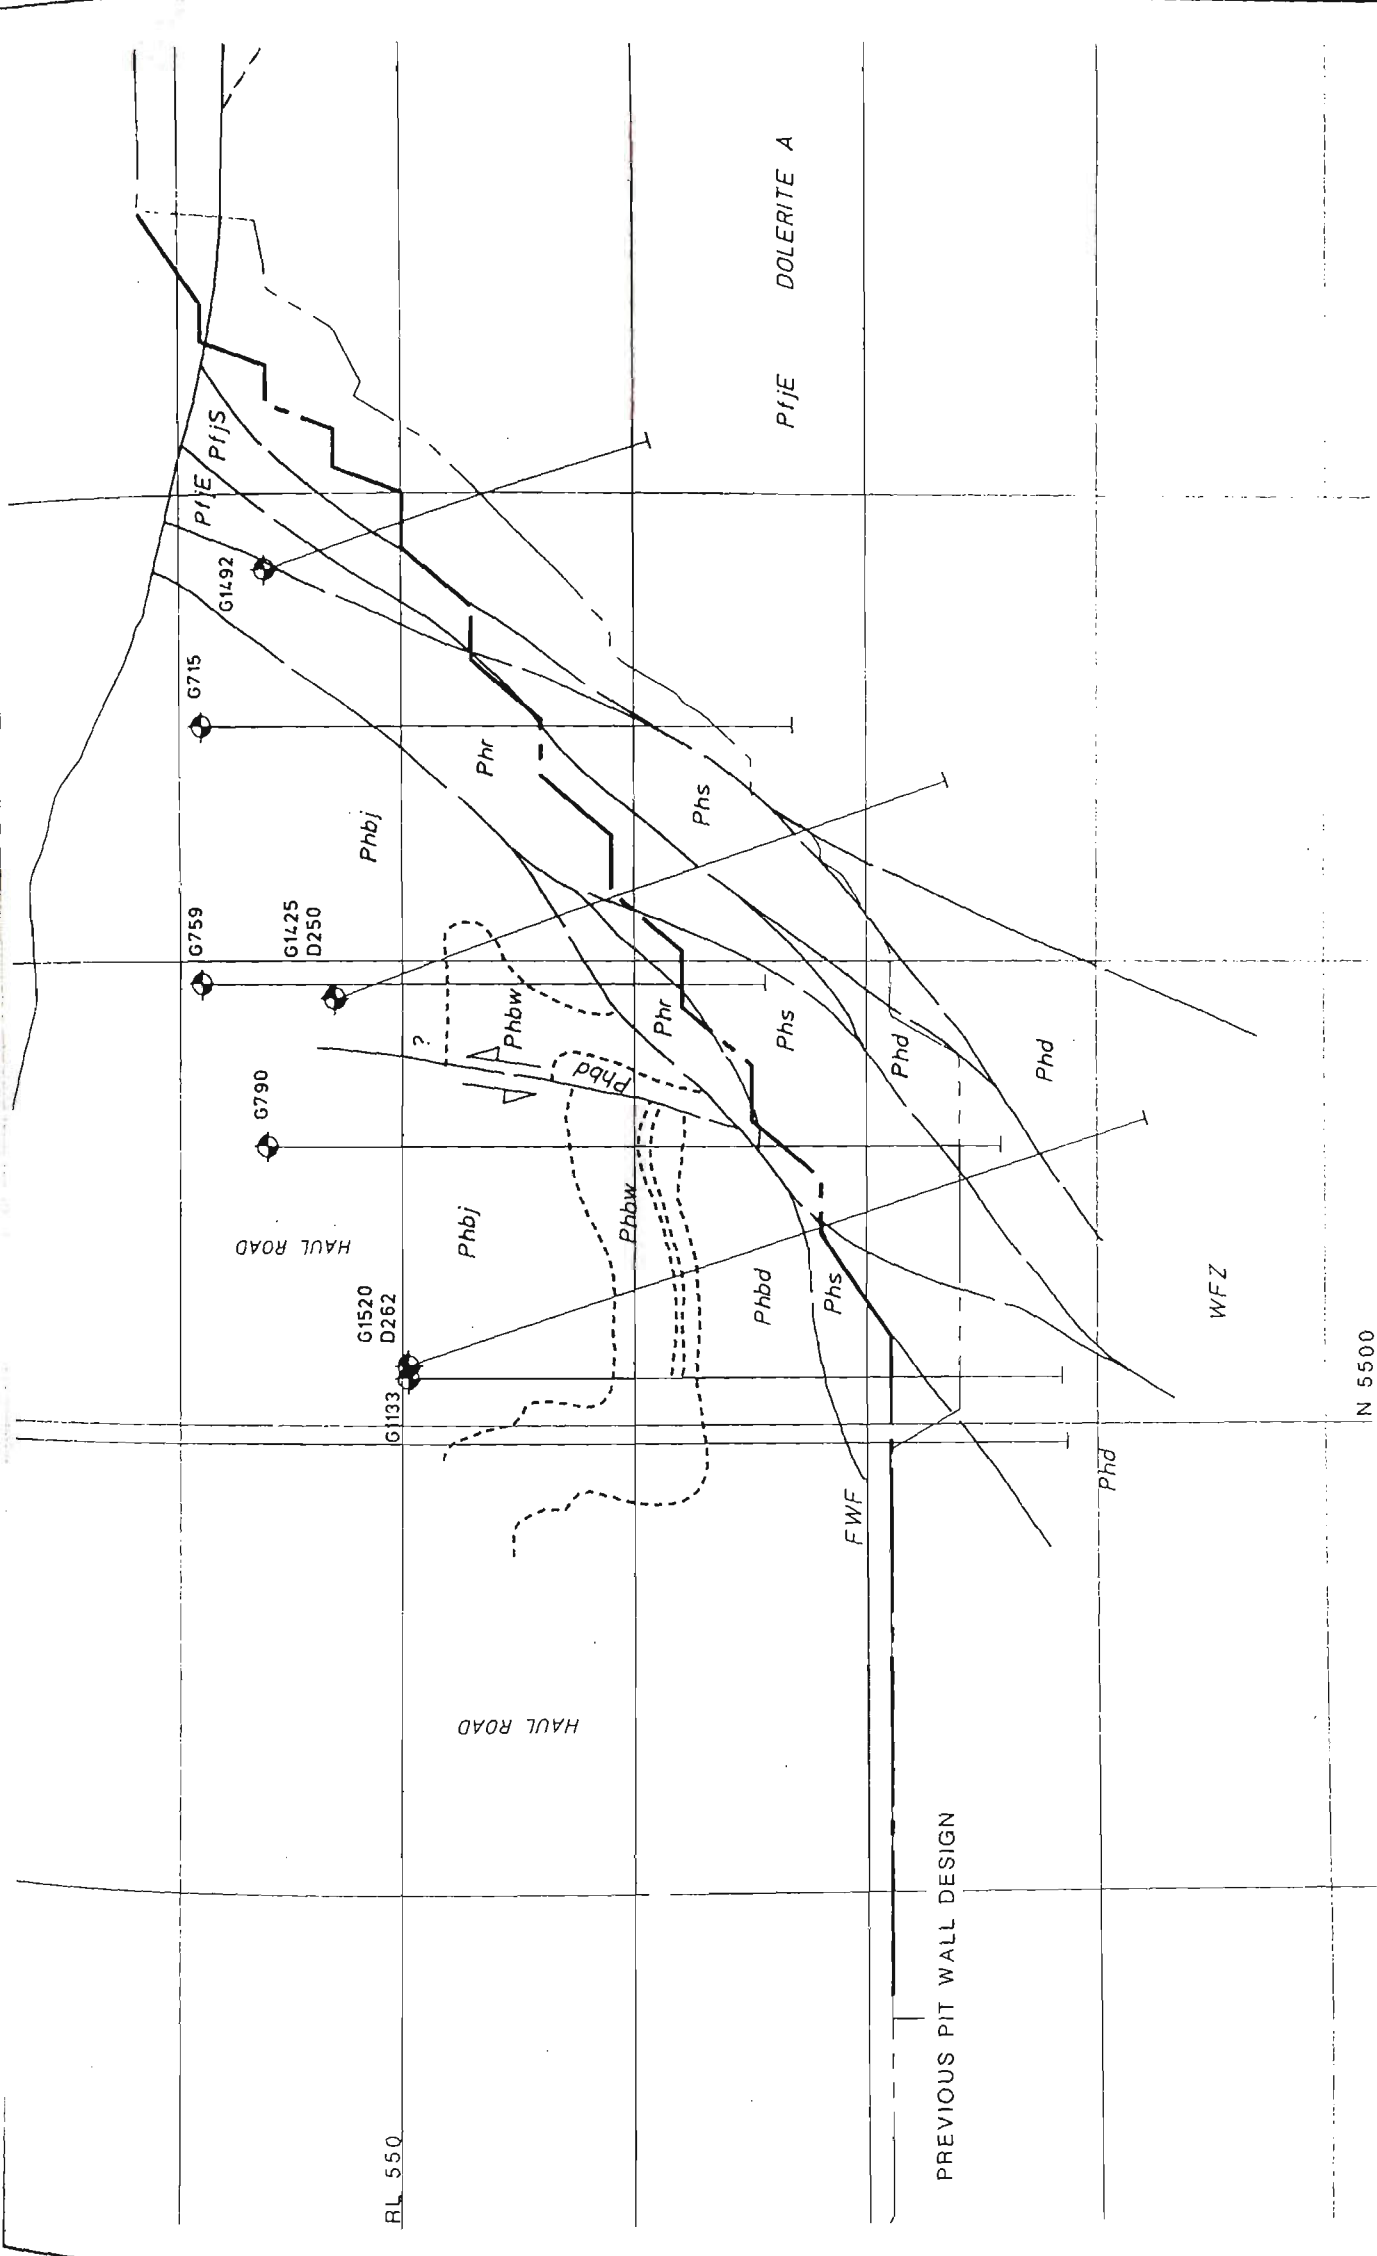 RL 550
PREVIOUS PIT WALL DESIGN
HAUL ROAD
HAUL ROAD
N 5500
G1133
G1520
D262
G790
G1425
D250
G759
G715
G1492
PfjE
PfjS
PfjE DOLERITE A
Phbj
Phr
Phs
?
Phbw
Phbd
Phr
Phs
Phd
Phd
Phbj
Phbw
Phbd
Phs
FWF
Phd
WFZ